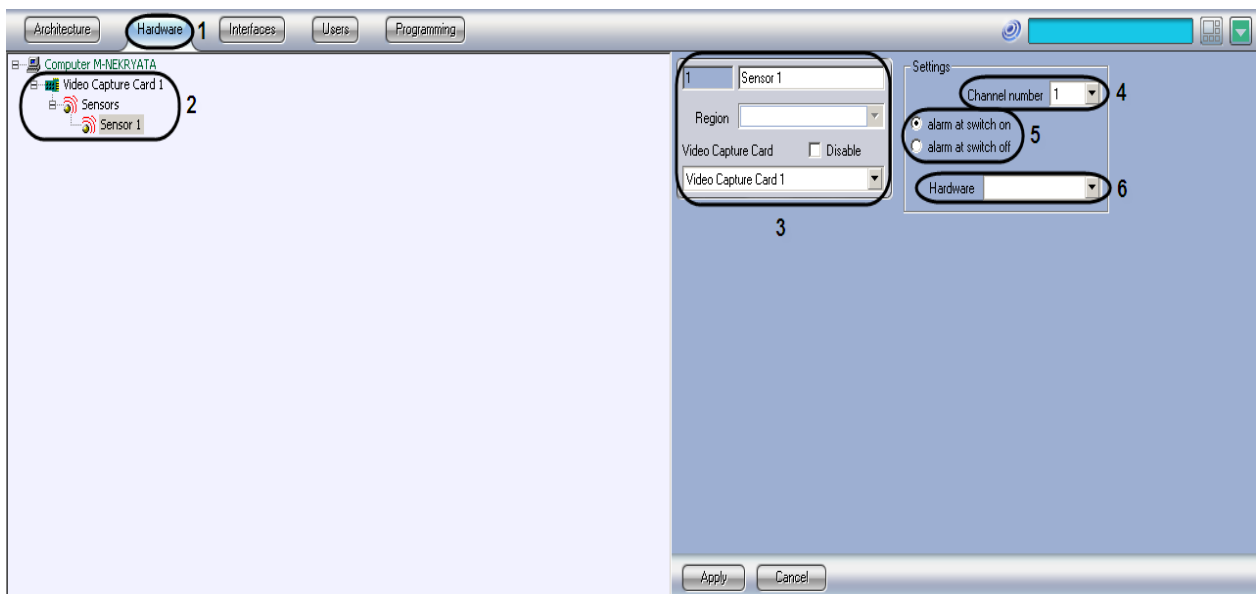 Architecture Hardware 1 Interfaces Users Programming
Computer M-NEKRYATA
Video Capture Card 1
Sensors 2
Sensor 1
1 Sensor 1
Region
Video Capture Card Disable
Video Capture Card 1
3
Settings
Channel number 1 4
alarm at switch on
alarm at switch off
5
Hardware 6
Apply Cancel